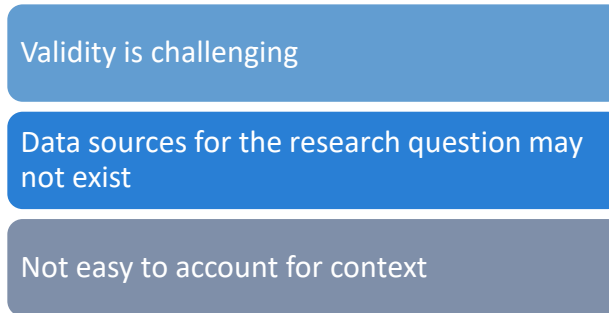 Validity is challenging
Data sources for the research question may
not exist
Not easy to account for context